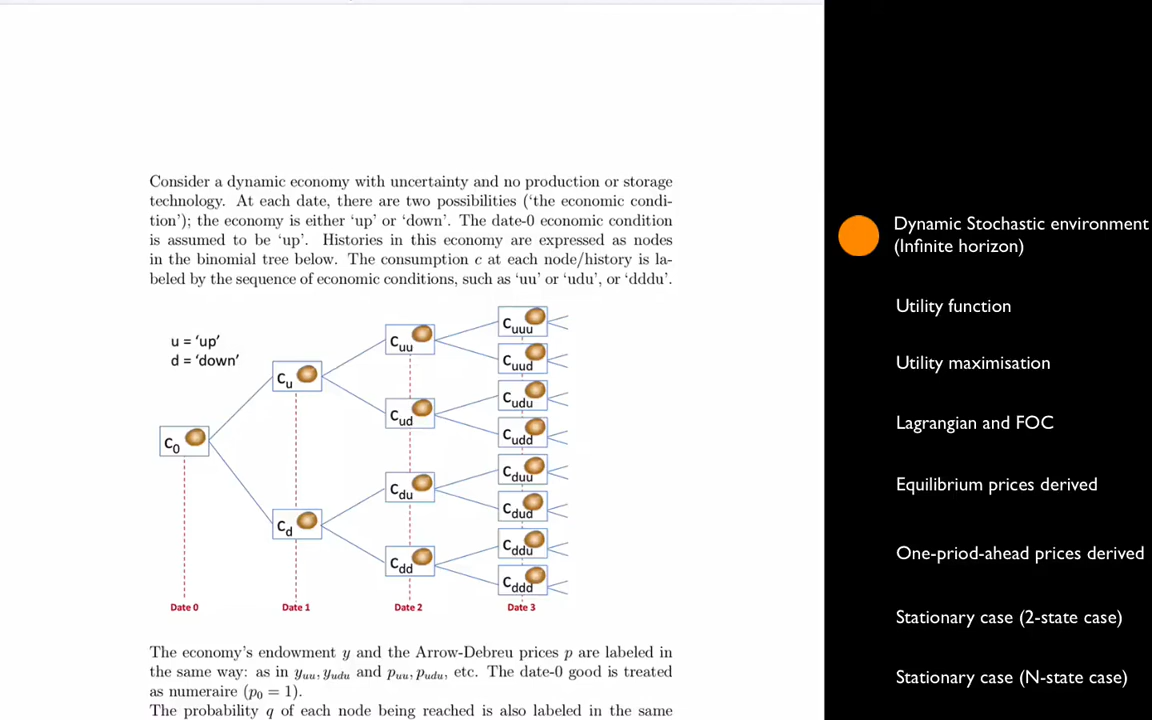 Consider a dynamic economy with uncertainty and no production or storage
technology. At each date, there are two possibilities (‘the economic condi-
tion’); the economy is either ‘up’ or ‘down’. The date-0 economic condition
is assumed to be ‘up’. Histories in this economy are expressed as nodes
in the binomial tree below. The consumption c at each node/history is la-
beled by the sequence of economic conditions, such as ‘uu’ or ‘udu’, or ‘dddu’.
u = ‘up’
d = ‘down’
c0
cu
cd
cuu
cud
cdu
cdd
cuuu
cuud
cudu
cudd
cduu
cdud
cddu
cddd
Date 0
Date 1
Date 2
Date 3
The economy’s endowment y and the Arrow-Debreu prices p are labeled in
the same way: as in yuu, yudu and puu, pudu, etc. The date-0 good is treated
as numeraire (p0 = 1).
The probability q of each node being reached is also labeled in the same
Dynamic Stochastic environment
(Infinite horizon)
Utility function
Utility maximisation
Lagrangian and FOC
Equilibrium prices derived
One-priod-ahead prices derived
Stationary case (2-state case)
Stationary case (N-state case)